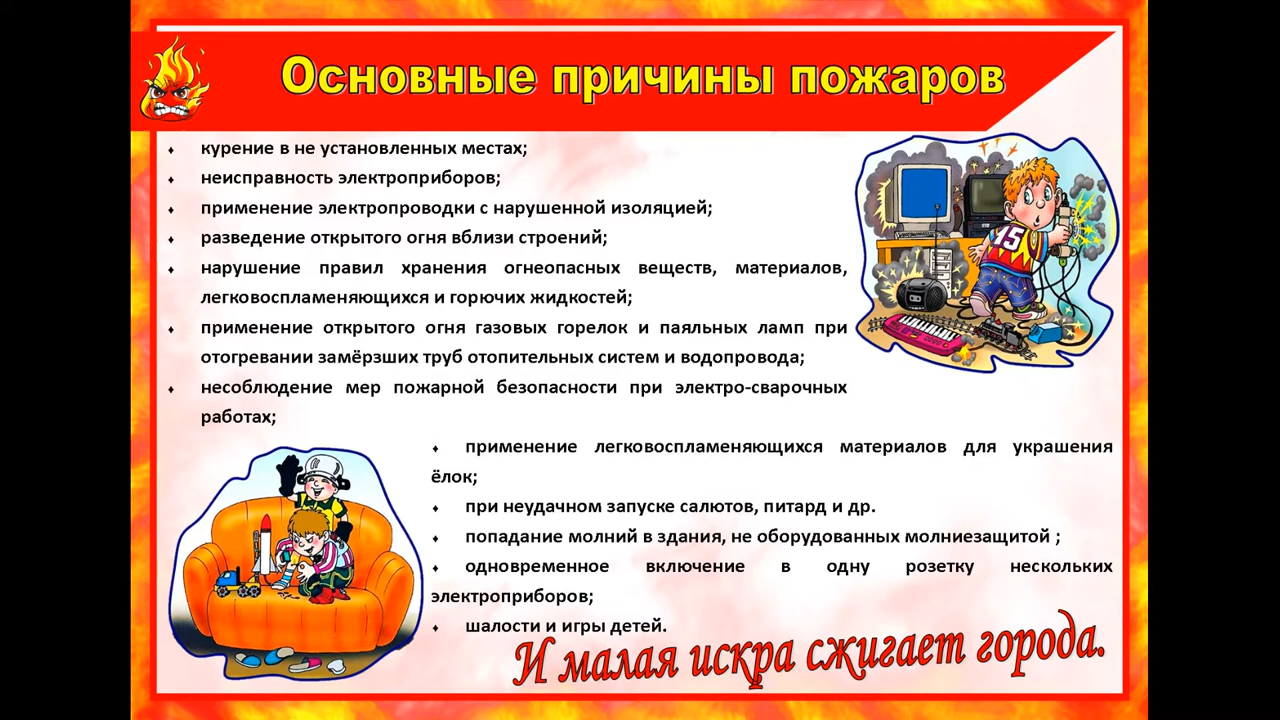 Основные причины пожаров
♦ курение в не установленных местах;
♦ неисправность электроприборов;
♦ применение электропроводки с нарушенной изоляцией;
♦ разведение открытого огня вблизи строений;
♦ нарушение правил хранения огнеопасных веществ, материалов,
легковоспламеняющихся и горючих жидкостей;
♦ применение открытого огня газовых горелок и паяльных ламп при
отогревании замёрзших труб отопительных систем и водопровода;
♦ несоблюдение мер пожарной безопасности при электро-сварочных
работах;
♦ применение легковоспламеняющихся материалов для украшения
ёлок;
♦ при неудачном запуске салютов, питард и др.
♦ попадание молний в здания, не оборудованных молниезащитой ;
♦ одновременное включение в одну розетку нескольких
электроприборов;
♦ шалости и игры детей.
И малая искра сжигает города.
45